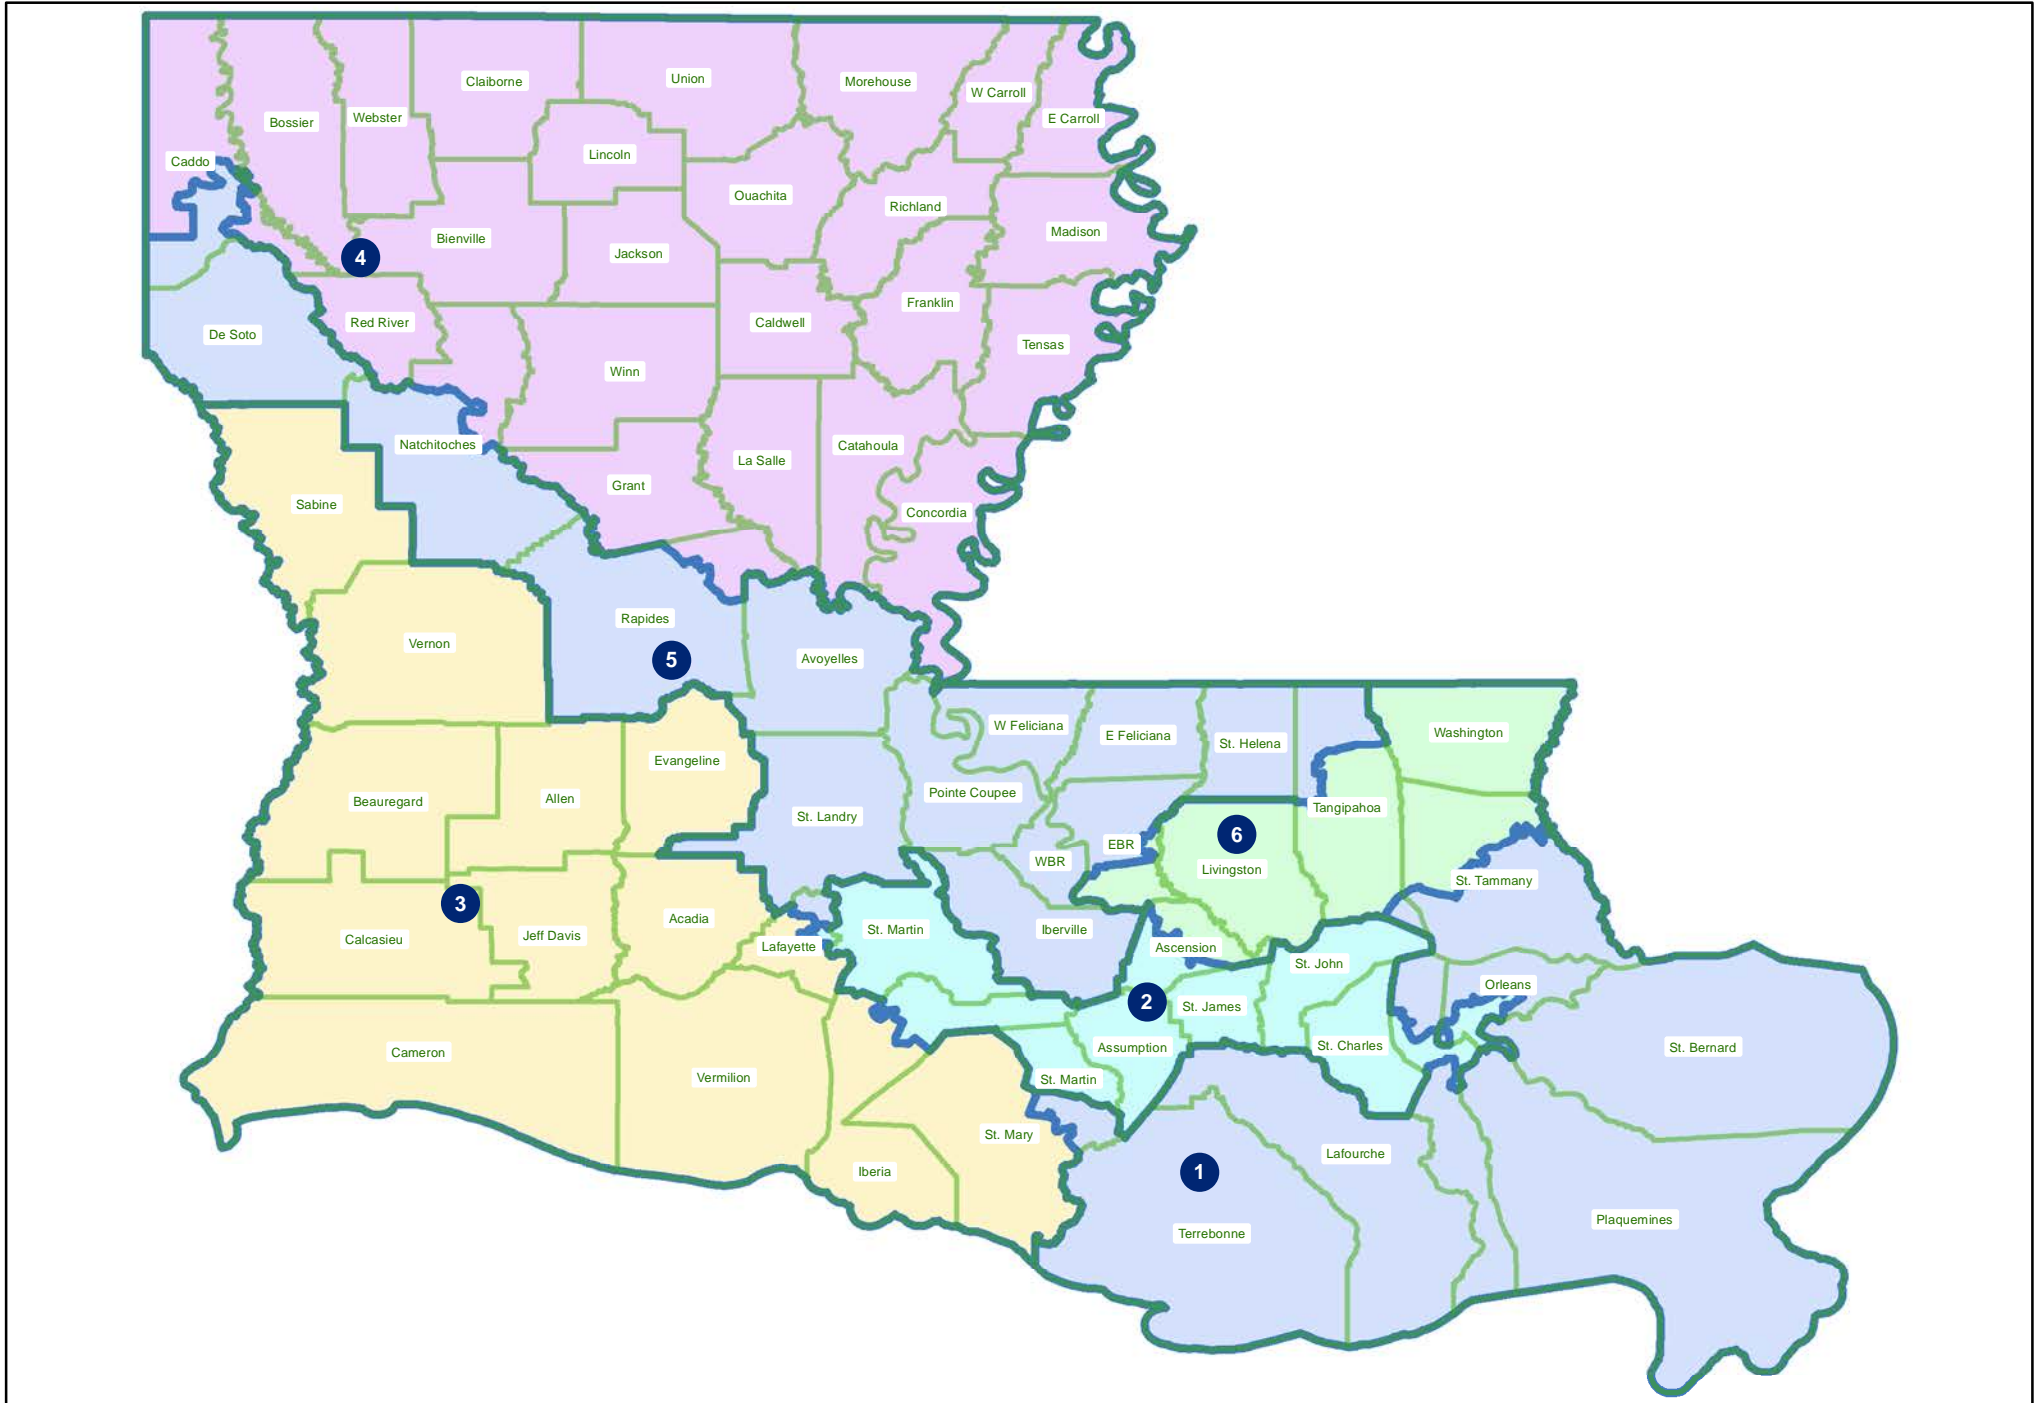 Claiborne
Union
Morehouse
W Carroll
E Carroll
Bossier
Webster
Caddo
Lincoln
Ouachita
Richland
Bienville
Jackson
Madison
4
Red River
De Soto
Caldwell
Franklin
Tensas
Winn
Natchitoches
Catahoula
La Salle
Grant
Sabine
Concordia
Rapides
Vernon
5
Avoyelles
W Feliciana
E Feliciana
St. Helena
Washington
Evangeline
Beauregard
Allen
Pointe Coupee
Tangipahoa
St. Landry
EBR
6
WBR
Livingston
St. Tammany
3
Acadia
Calcasieu
Jeff Davis
Lafayette
St. Martin
Iberville
Ascension
St. John
Orleans
2
St. James
Cameron
Assumption
St. Charles
St. Bernard
Vermilion
St. Martin
St. Mary
Iberia
1
Lafourche
Terrebonne
Plaquemines